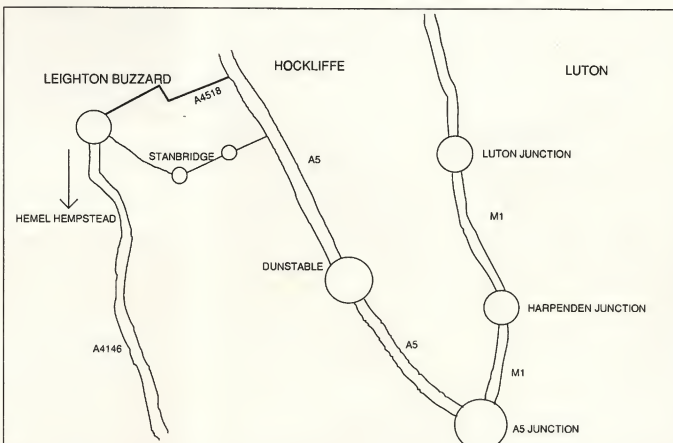 HOCKLIFFE
LUTON
LEIGHTON BUZZARD
A4518
STANBRIDGE
LUTON JUNCTION
A5
HEMEL HEMPSTEAD
M1
DUNSTABLE
HARPENDEN JUNCTION
A4146
A5
M1
A5 JUNCTION